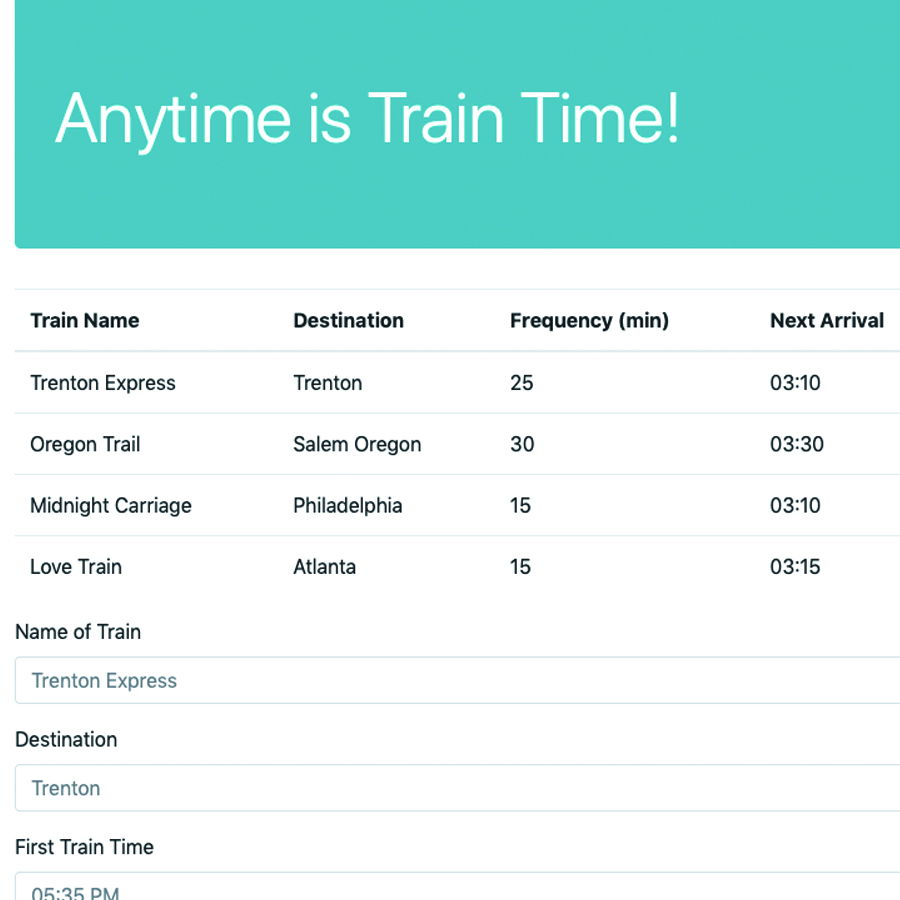 Anytime is Train Time!
Train Name Destination Frequency (min) Next Arrival
Trenton Express Trenton 25 03:10
Oregon Trail Salem Oregon 30 03:30
Midnight Carriage Philadelphia 15 03:10
Love Train Atlanta 15 03:15
Name of Train
Trenton Express
Destination
Trenton
First Train Time
05:35 PM